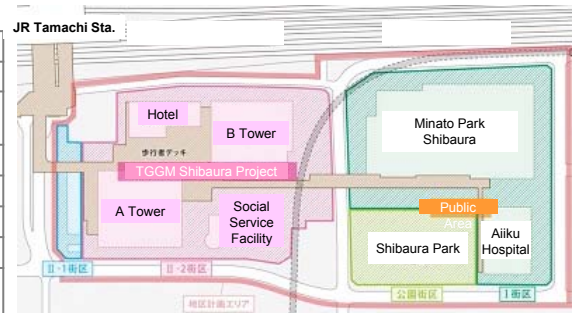 JR Tamachi Sta.
Hotel
B Tower
Minato Park
Shibaura
歩行者デッキ
TGGM Shibaura Project
A Tower
Social
Service
Facility
Public
Area
Shibaura Park
Aiiku
Hospital
II-1街区
II-2街区
公園街区
I街区
地区計画エリア